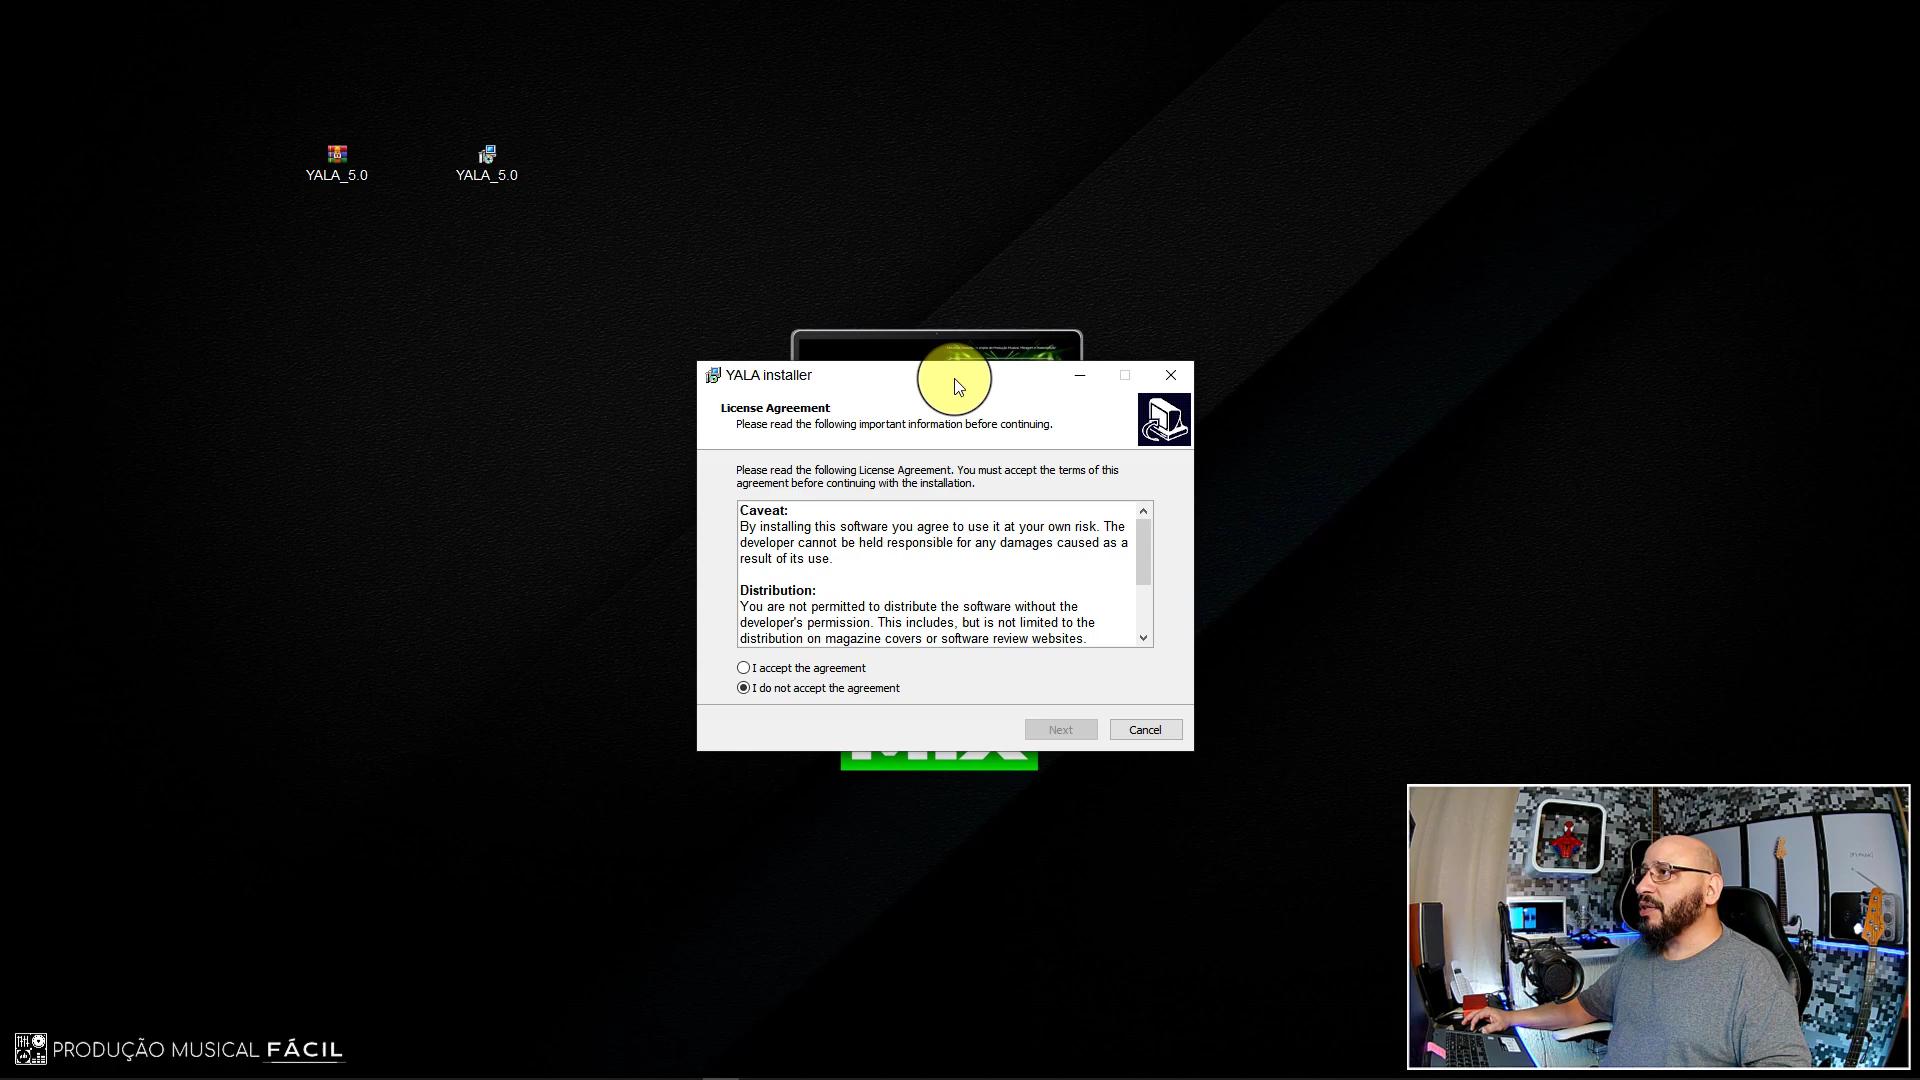 YALA_5.0
YALA_5.0
YALA installer
License Agreement
Please read the following important information before continuing.
Please read the following License Agreement. You must accept the terms of this
agreement before continuing with the installation.
Caveat:
By installing this software you agree to use it at your own risk. The
developer cannot be held responsible for any damages caused as a
result of its use.
Distribution:
You are not permitted to distribute the software without the
developer's permission. This includes, but is not limited to the
distribution on magazine covers or software review websites.
I accept the agreement
I do not accept the agreement
Next
Cancel
PRODUÇÃO MUSICAL FÁCIL